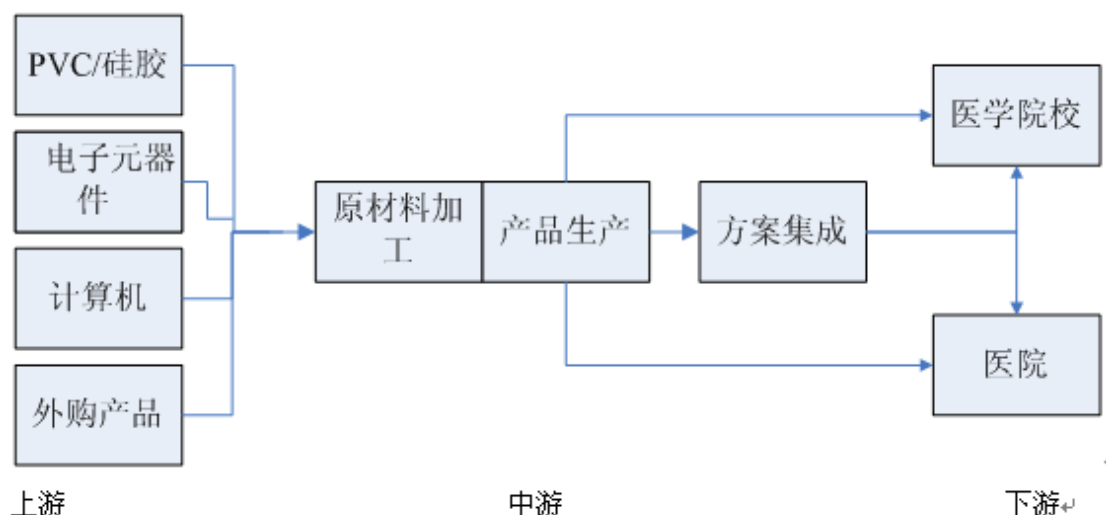 PVC/硅胶
电子元器
件
计算机
外购产品
原材料加
工
产品生产
方案集成
医学院校
医院
上游
中游
下游